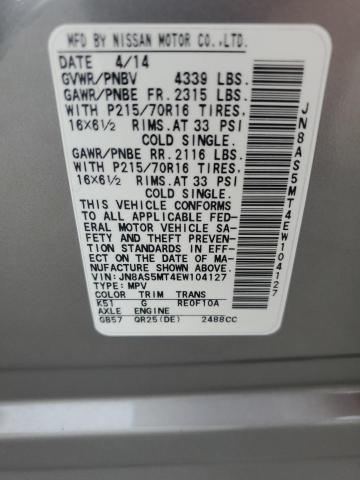 MFD BY NISSAN MOTOR CO.,LTD.
DATE 4/14
GVWR/PNBV 4339 LBS.
GAWR/PNBE FR. 2315 LBS.
WITH P215/70R16 TIRES,
16X6½ RIMS.AT 33 PSI
COLD SINGLE.
GAWR/PNBE RR. 2116 LBS.
WITH P215/70R16 TIRES,
16X6½ RIMS.AT 33 PSI
COLD SINGLE.
THIS VEHICLE CONFORMS
TO ALL APPLICABLE FED-
ERAL MOTOR VEHICLE SA-
FETY AND THEFT PREV-
ENTION STANDARDS IN EFF-
ECT ON THE DATE OF MA-
NUFACTURE SHOWN ABOVE.
VIN:JN8AS5MT4EW104127
TYPE: MPV
COLOR TRIM TRANS
K51 G RE0F10A
AXLE ENGINE
GB57 QR25(DE) 2488CC
JN8AS5MT4EW104127